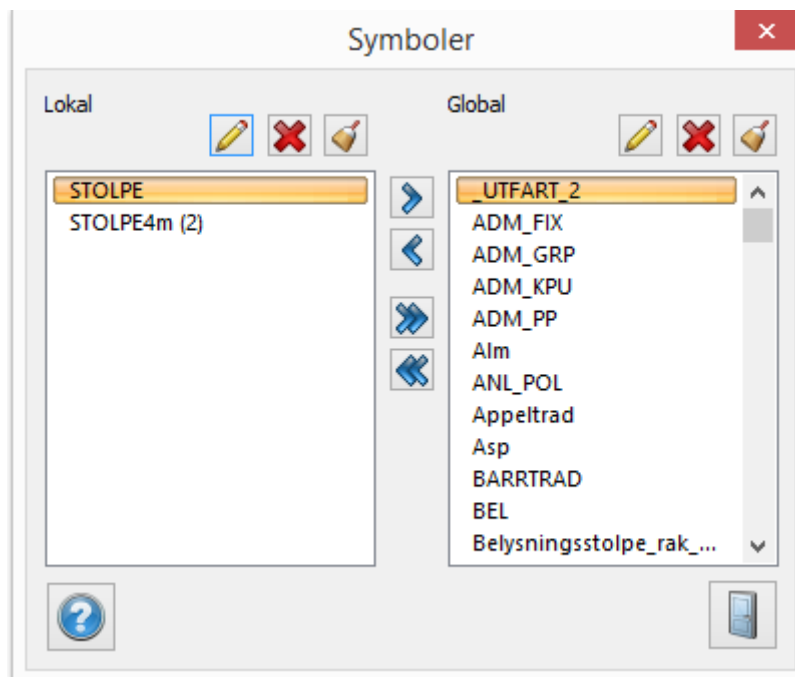 Symboler
Lokal
STOLPE
STOLPE4m (2)
Global
_UTFART_2
ADM_FIX
ADM_GRP
ADM_KPU
ADM_PP
Alm
ANL_POL
Appeltrad
Asp
BARRTRAD
BEL
Belysningsstolpe_rak_...